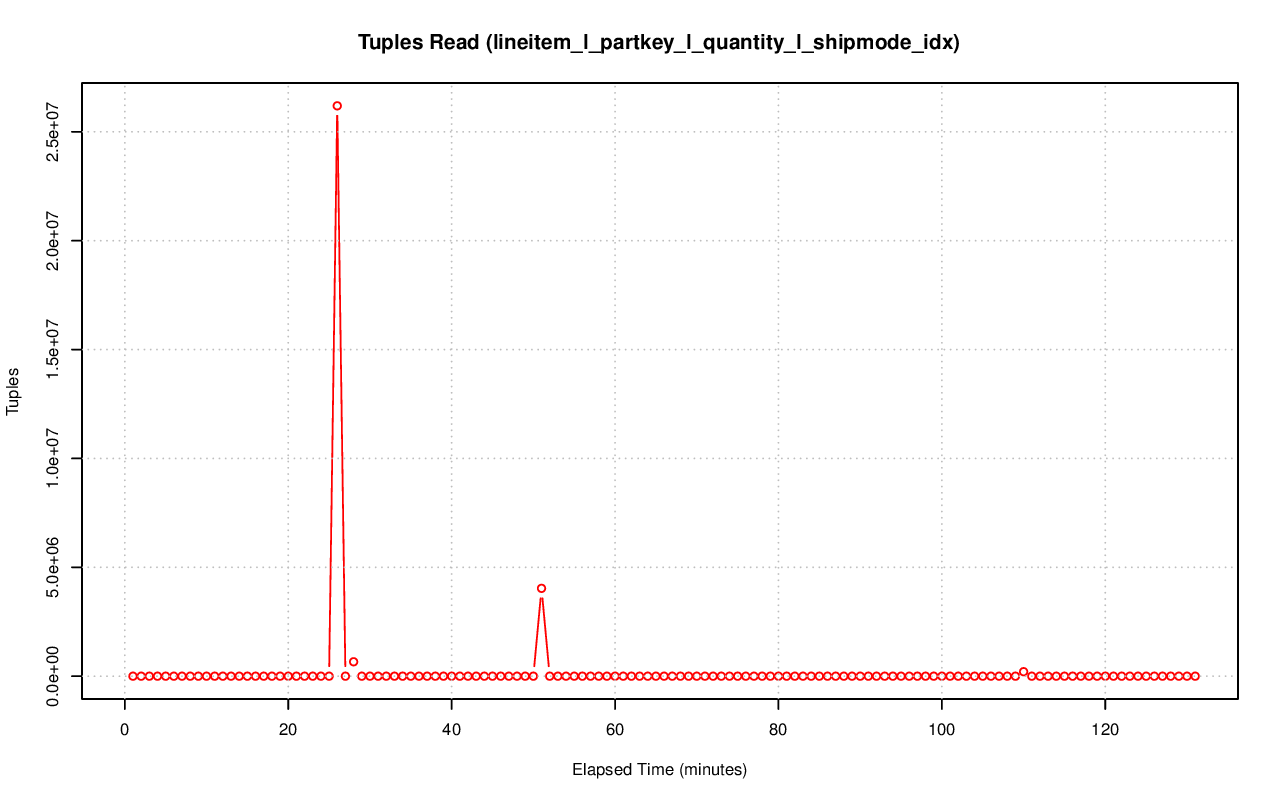 Tuples Read (lineitem_l_partkey_l_quantity_l_shipmode_idx)
2.5e+07
2.0e+07
1.5e+07
1.0e+07
5.0e+06
0.0e+00
Tuples
0 20 40 60 80 100 120
Elapsed Time (minutes)